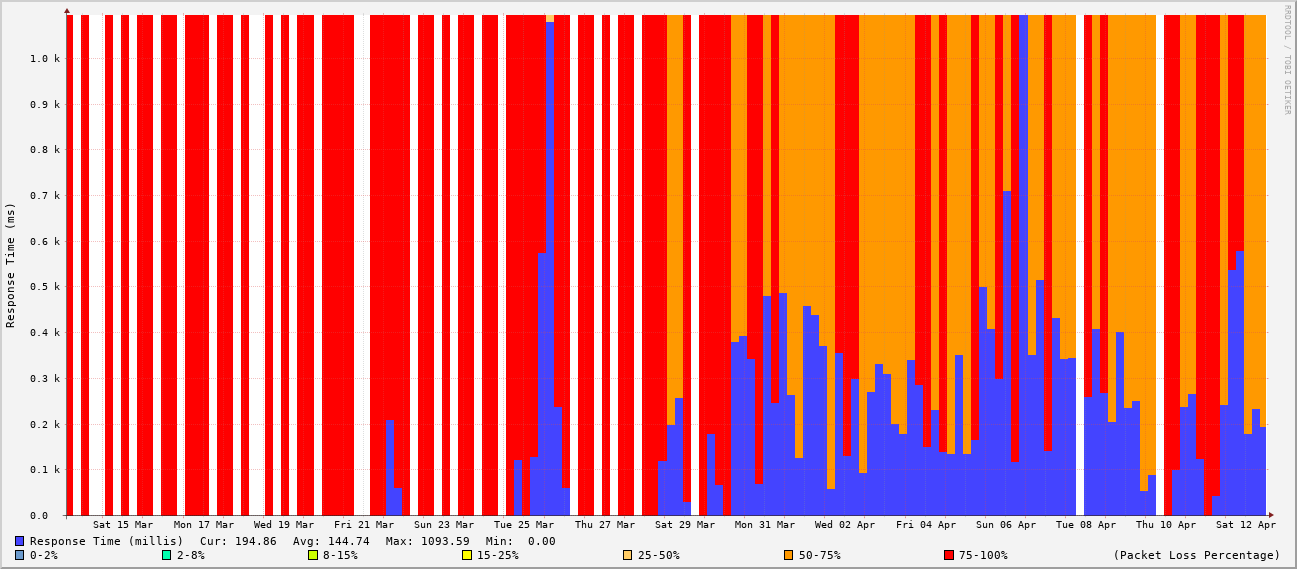 RRDTOOL / TOBI OETIKER
Response Time (ms)
1.0 k
0.9 k
0.8 k
0.7 k
0.6 k
0.5 k
0.4 k
0.3 k
0.2 k
0.1 k
0.0
Sat 15 Mar Mon 17 Mar Wed 19 Mar Fri 21 Mar Sun 23 Mar Tue 25 Mar Thu 27 Mar Sat 29 Mar Mon 31 Mar Wed 02 Apr Fri 04 Apr Sun 06 Apr Tue 08 Apr Thu 10 Apr Sat 12 Apr
Response Time (millis) Cur: 194.86 Avg: 144.74 Max: 1093.59 Min: 0.00
0-2% 2-8% 8-15% 15-25% 25-50% 50-75% 75-100% (Packet Loss Percentage)